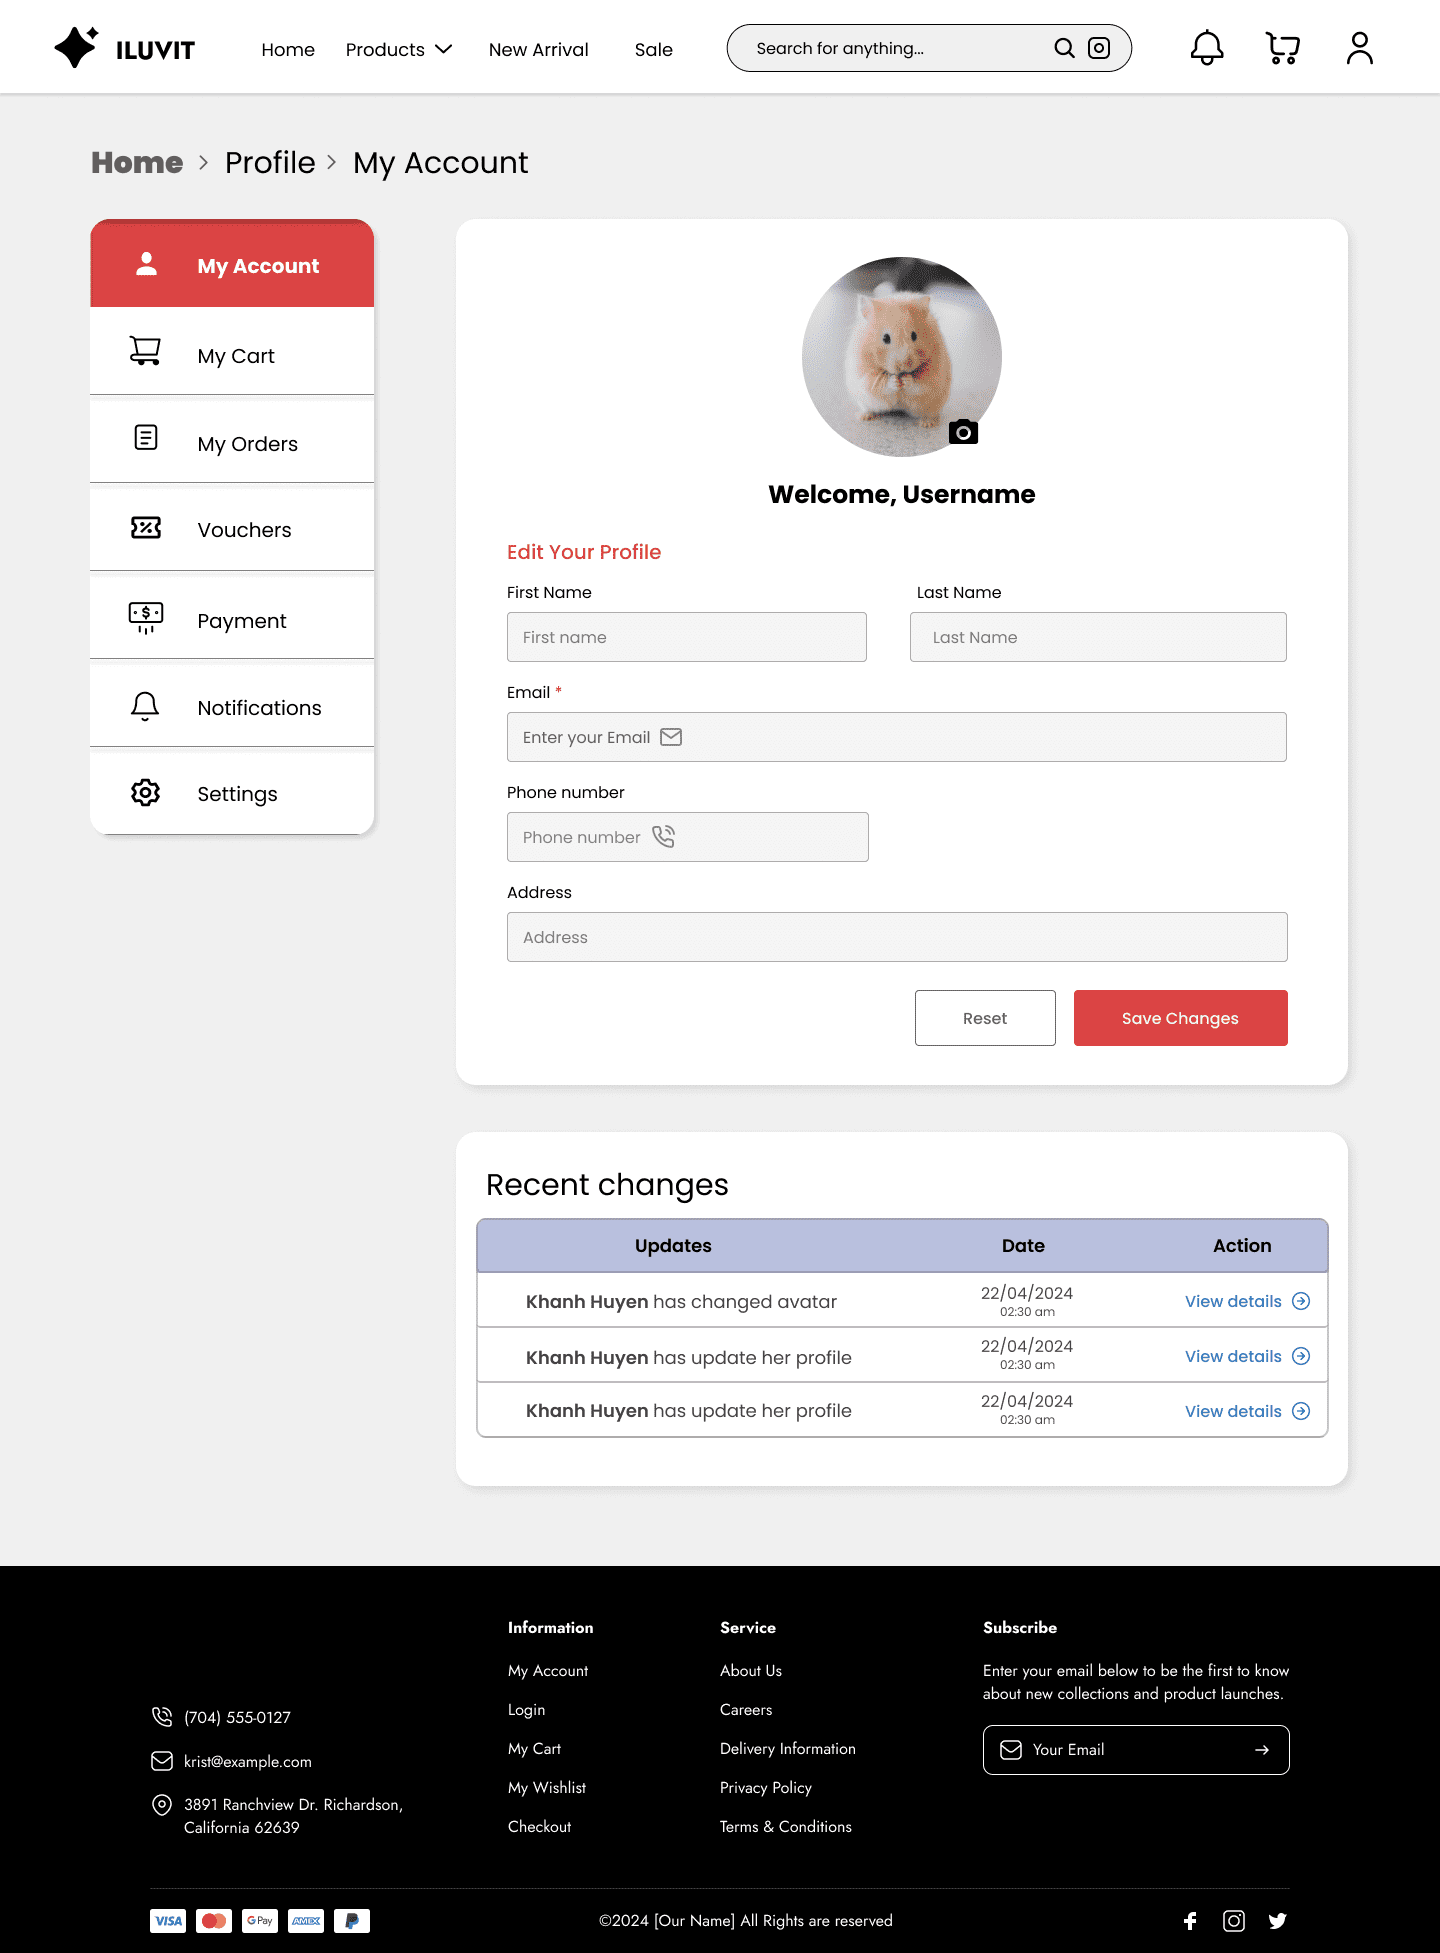 ILUVIT
Home
Products
New Arrival
Sale
Search for anything...
Home
Profile
My Account
My Account
My Cart
My Orders
Vouchers
Payment
Notifications
Settings
Welcome, Username
Edit Your Profile
First Name
Last Name
First name
Last Name
Email *
Enter your Email
Phone number
Phone number
Address
Address
Reset
Save Changes
Recent changes
Updates
Date
Action
Khanh Huyen has changed avatar
22/04/2024
02:30 am
View details
Khanh Huyen has update her profile
22/04/2024
02:30 am
View details
Khanh Huyen has update her profile
22/04/2024
02:30 am
View details
(704) 555-0127
krist@example.com
3891 Ranchview Dr. Richardson,
California 62639
Information
My Account
Login
My Cart
My Wishlist
Checkout
Service
About Us
Careers
Delivery Information
Privacy Policy
Terms & Conditions
Subscribe
Enter your email below to be the first to know
about new collections and product launches.
Your Email
VISA
G Pay
AMEX
©2024 [Our Name] All Rights are reserved